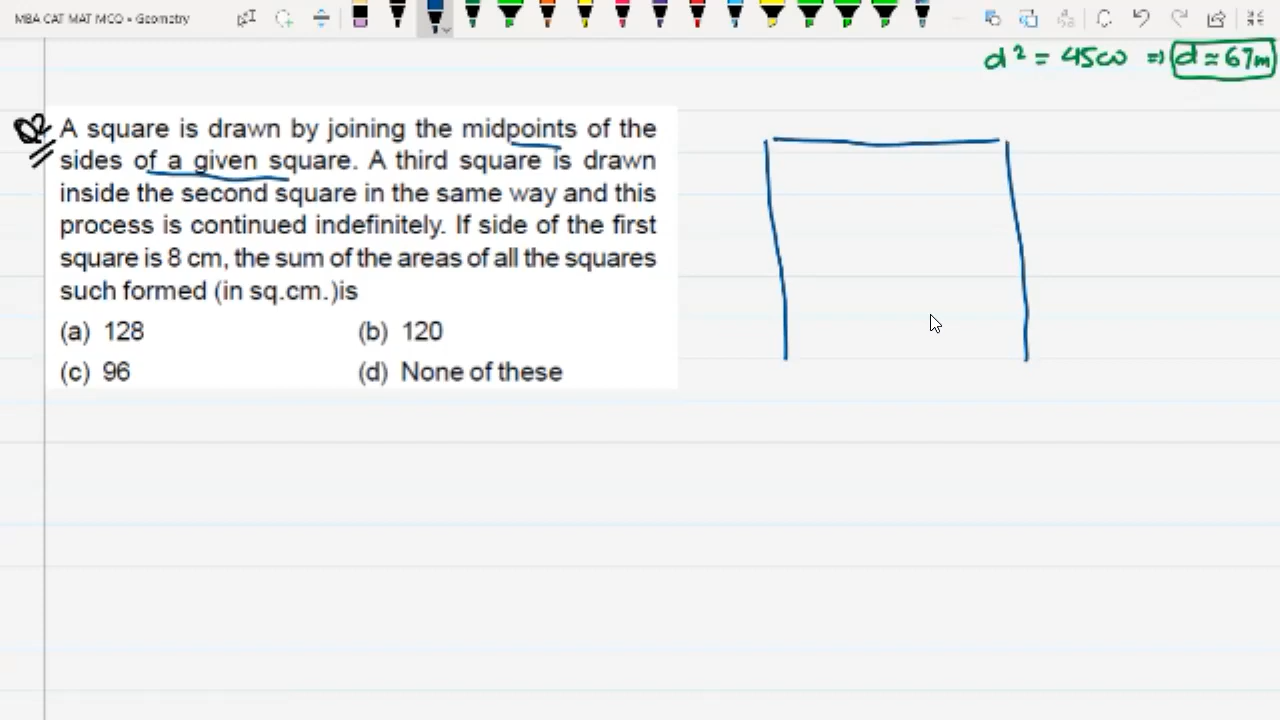 MBA CAT MAT MCQ • Geometry
d² = 4500 ⇒ d ≈ 67m
Q2 A square is drawn by joining the midpoints of the
sides of a given square. A third square is drawn
inside the second square in the same way and this
process is continued indefinitely. If side of the first
square is 8 cm, the sum of the areas of all the squares
such formed (in sq.cm.)is
(a) 128 (b) 120
(c) 96 (d) None of these